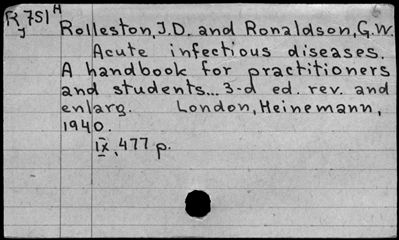 R 751 A Rolleston, J.D. and Ronaldson, G.W.
J Acute infectious diseases.
A handbook for practitioners
and students... 3-d ed. rev. and
enlarg. London, Heinemann,
1940.
IX, 477 p.